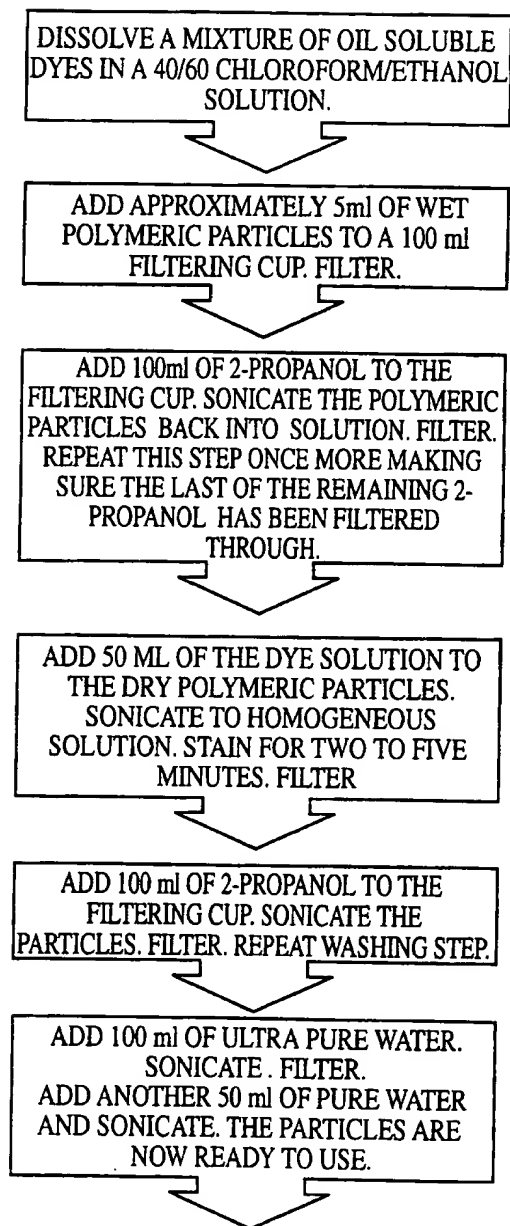 DISSOLVE A MIXTURE OF OIL SOLUBLE
DYES IN A 40/60 CHLOROFORM/ETHANOL
SOLUTION.
ADD APPROXIMATELY 5ml OF WET
POLYMERIC PARTICLES TO A 100 ml
FILTERING CUP. FILTER.
ADD 100ml OF 2-PROPANOL TO THE
FILTERING CUP. SONICATE THE POLYMERIC
PARTICLES BACK INTO SOLUTION. FILTER.
REPEAT THIS STEP ONCE MORE MAKING
SURE THE LAST OF THE REMAINING 2-
PROPANOL HAS BEEN FILTERED
THROUGH.
ADD 50 ML OF THE DYE SOLUTION TO
THE DRY POLYMERIC PARTICLES.
SONICATE TO HOMOGENEOUS
SOLUTION. STAIN FOR TWO TO FIVE
MINUTES. FILTER
ADD 100 ml OF 2-PROPANOL TO THE
FILTERING CUP. SONICATE THE
PARTICLES. FILTER. REPEAT WASHING STEP.
ADD 100 ml OF ULTRA PURE WATER.
SONICATE . FILTER.
ADD ANOTHER 50 ml OF PURE WATER
AND SONICATE. THE PARTICLES ARE
NOW READY TO USE.